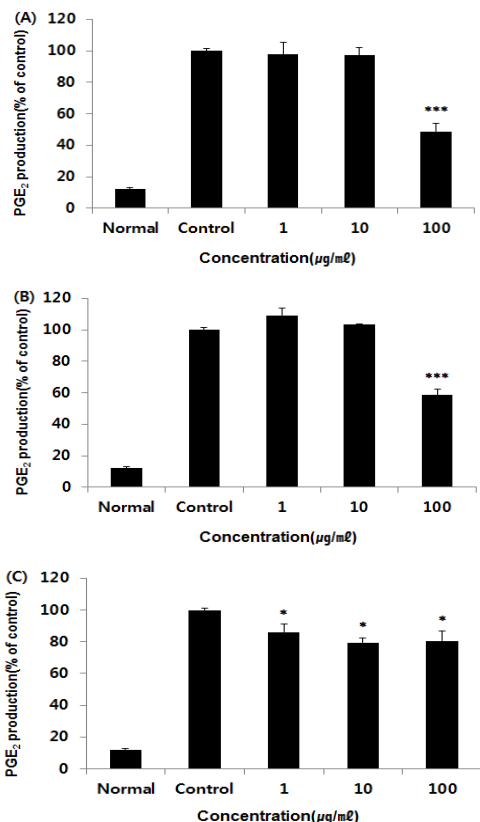 (A)
PGE₂ production(% of control)
120
100
80
60
40
20
0
***
Normal Control 1 10 100
Concentration(μg/㎖)
(B)
PGE₂ production(% of control)
120
100
80
60
40
20
0
***
Normal Control 1 10 100
Concentration(μg/㎖)
(C)
PGE₂ production(% of control)
120
100
80
60
40
20
0
* * *
Normal Control 1 10 100
Concentration(μg/㎖)